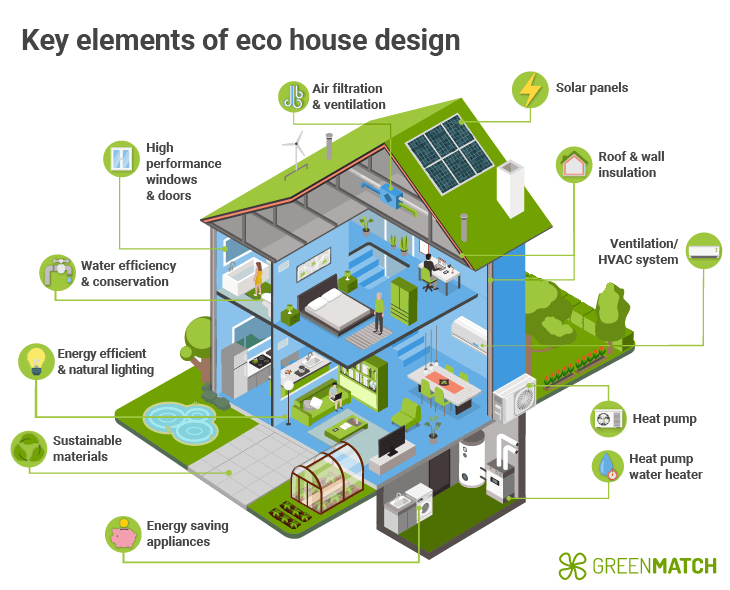 Key elements of eco house design
Air filtration
& ventilation
Solar panels
High
performance
windows
& doors
Roof & wall
insulation
Water efficiency
& conservation
Ventilation/
HVAC system
Energy efficient
& natural lighting
Heat pump
Sustainable
materials
Heat pump
water heater
Energy saving
appliances
GREENMATCH